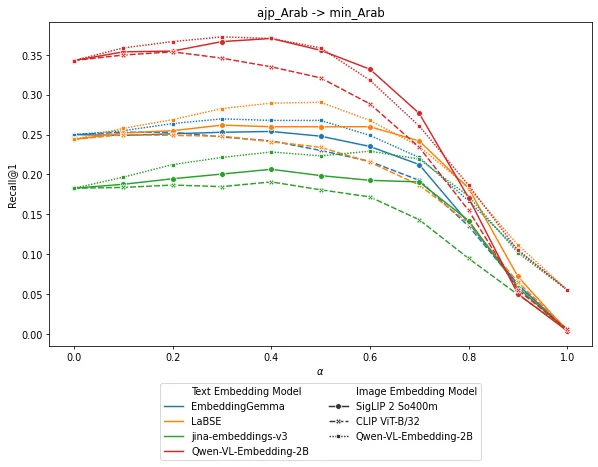 ajp_Arab -> min_Arab
Recall@1
0.35
0.30
0.25
0.20
0.15
0.10
0.05
0.00
0.0 0.2 0.4 0.6 0.8 1.0
α
Text Embedding Model Image Embedding Model
EmbeddingGemma SigLIP 2 So400m
LaBSE CLIP ViT-B/32
jina-embeddings-v3 Qwen-VL-Embedding-2B
Qwen-VL-Embedding-2B